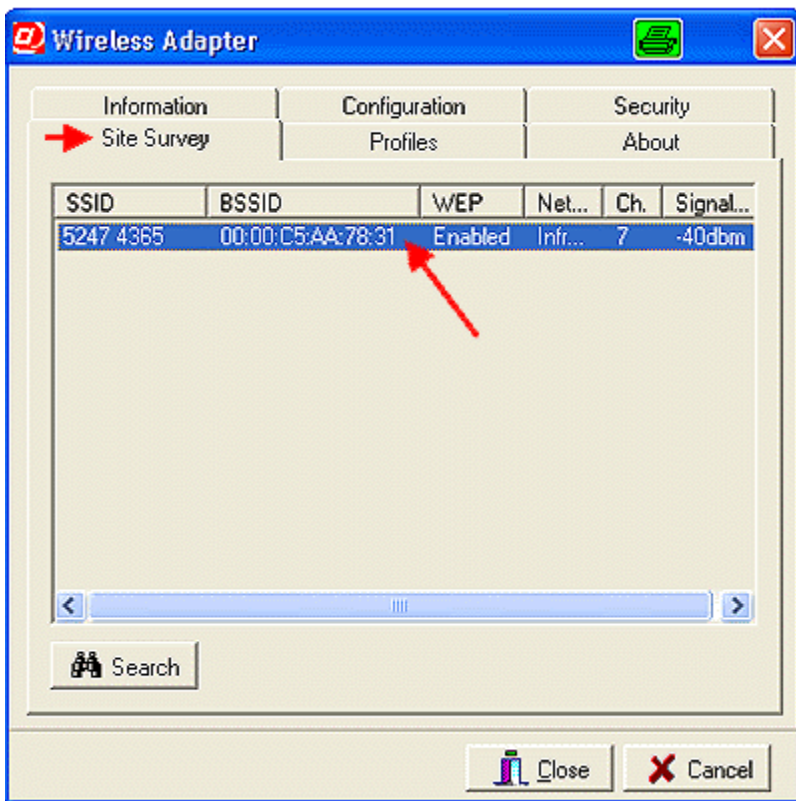 Wireless Adapter
Information Configuration Security
Site Survey Profiles About
SSID BSSID WEP Net... Ch. Signal...
5247 4365 00:00:C5:AA:78:31 Enabled Infr... 7 -40dbm
Search
Close Cancel